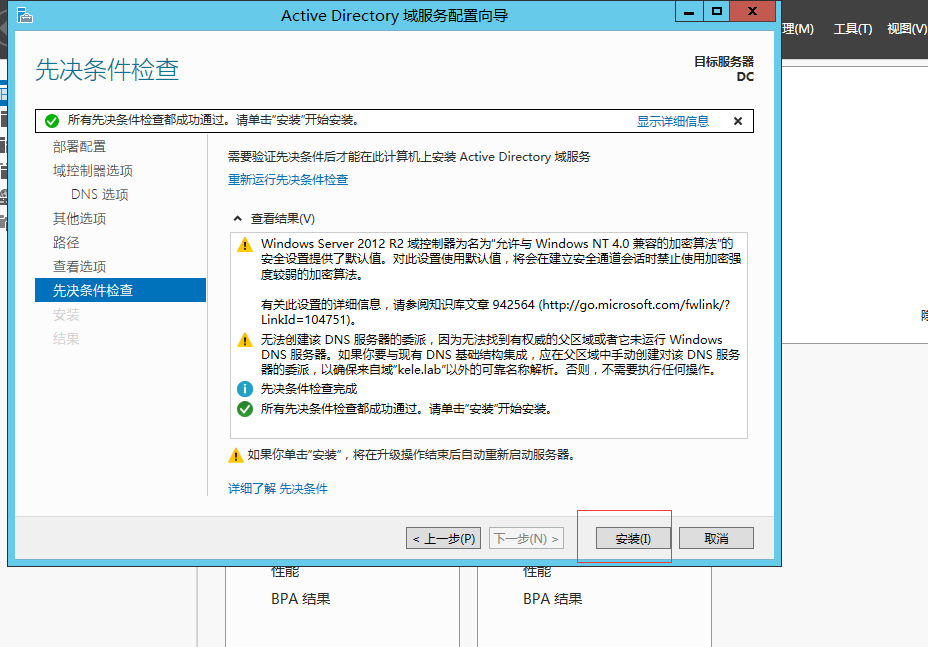 Active Directory 域服务配置向导
理(M) 工具(T) 视图(V)
先决条件检查
目标服务器
DC
所有先决条件检查都成功通过。请单击"安装"开始安装。
显示详细信息
部署配置
域控制器选项
DNS 选项
其他选项
路径
查看选项
先决条件检查
安装
结果
需要验证先决条件后才能在此计算机上安装 Active Directory 域服务
重新运行先决条件检查
查看结果(V)
Windows Server 2012 R2 域控制器为名为"允许与 Windows NT 4.0 兼容的加密算法"的
安全设置提供了默认值。对此设置使用默认值，将会在建立安全通道会话时禁止使用加密强
度较弱的加密算法。
有关此设置的详细信息，请参阅知识库文章 942564 (http://go.microsoft.com/fwlink/?
LinkId=104751)。
无法创建该 DNS 服务器的委派，因为无法找到有权威的父区域或者它未运行 Windows
DNS 服务器。如果你要与现有 DNS 基础结构集成，应在父区域中手动创建对该 DNS 服务
器的委派，以确保来自域"kele.lab"以外的可靠名称解析。否则，不需要执行任何操作。
先决条件检查完成
所有先决条件检查都成功通过。请单击"安装"开始安装。
如果你单击"安装"，将在升级操作结束后自动重新启动服务器。
详细了解 先决条件
< 上一步(P)
下一步(N) >
安装(I)
取消
性能
性能
BPA 结果
BPA 结果